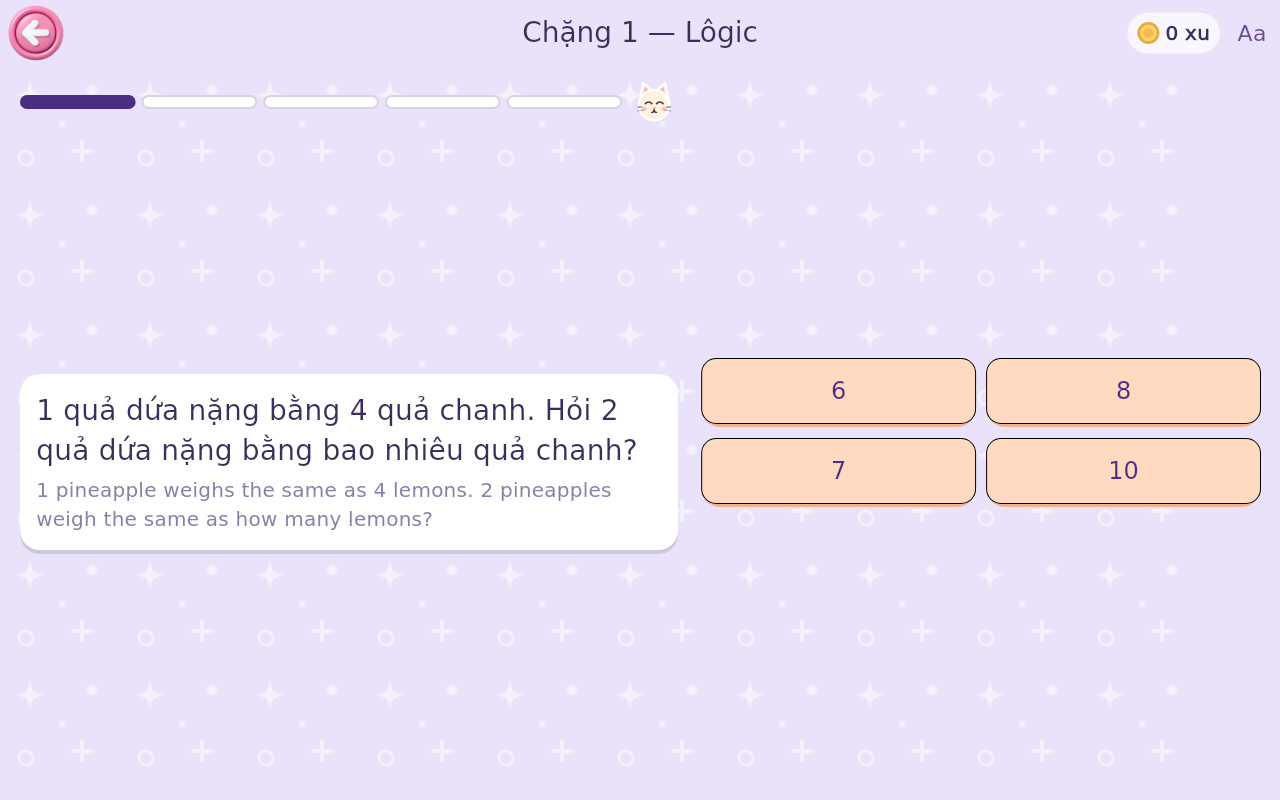 Chặng 1 — Lôgic
0 xu
Aa
1 quả dứa nặng bằng 4 quả chanh. Hỏi 2
quả dứa nặng bằng bao nhiêu quả chanh?
1 pineapple weighs the same as 4 lemons. 2 pineapples
weigh the same as how many lemons?
6
8
7
10